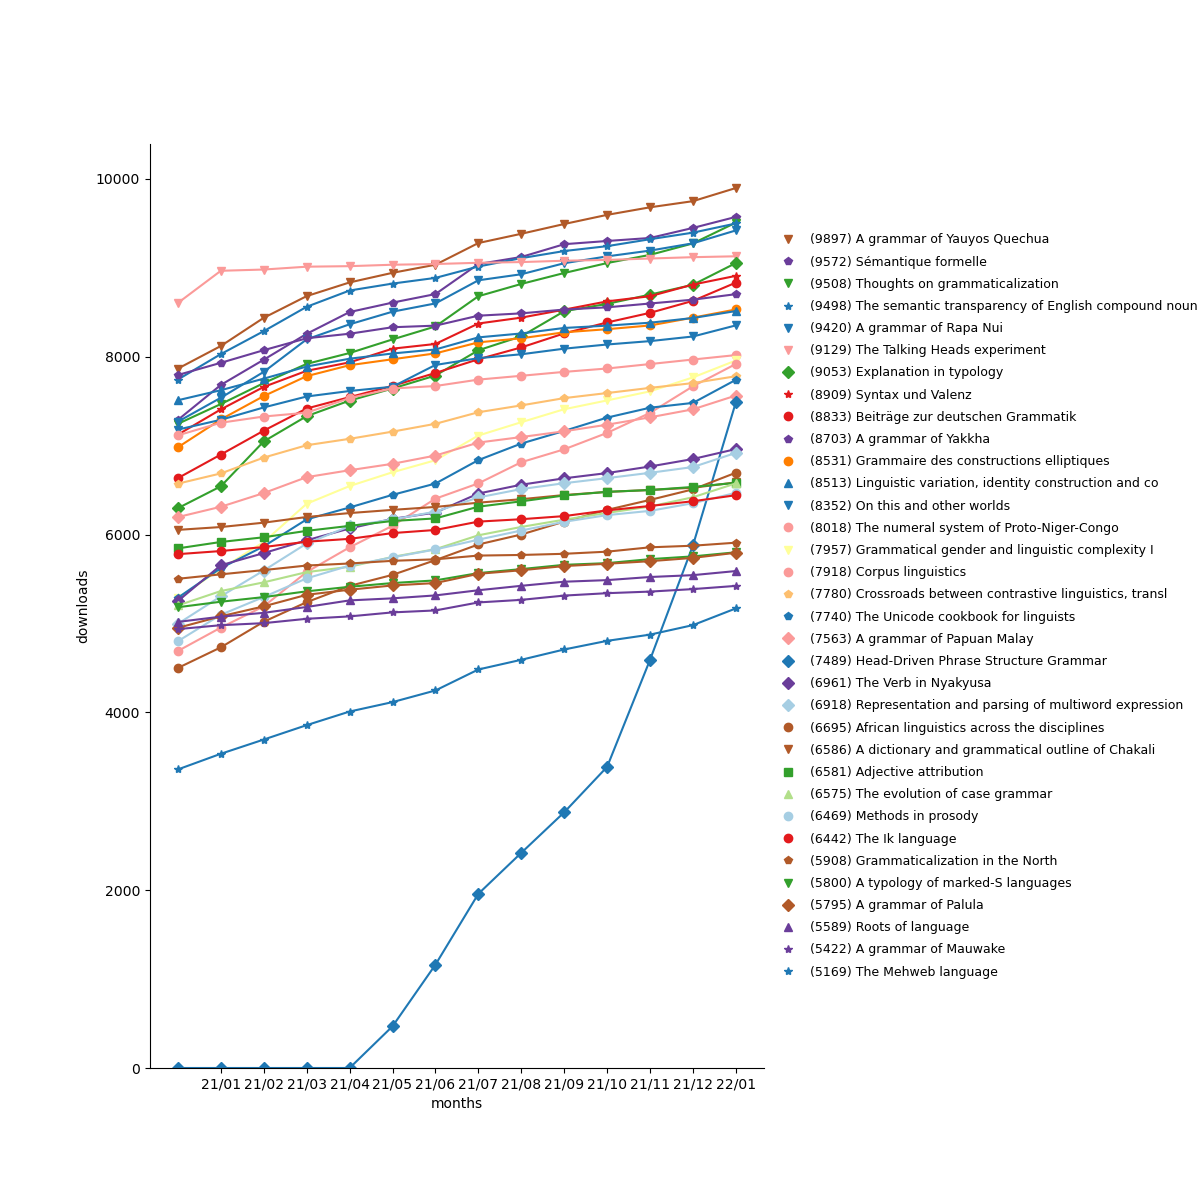 10000
8000
6000
4000
2000
0
downloads
21/01 21/02 21/03 21/04 21/05 21/06 21/07 21/08 21/09 21/10 21/11 21/12 22/01
months
(9897) A grammar of Yauyos Quechua
(9572) Sémantique formelle
(9508) Thoughts on grammaticalization
(9498) The semantic transparency of English compound noun
(9420) A grammar of Rapa Nui
(9129) The Talking Heads experiment
(9053) Explanation in typology
(8909) Syntax und Valenz
(8833) Beiträge zur deutschen Grammatik
(8703) A grammar of Yakkha
(8531) Grammaire des constructions elliptiques
(8513) Linguistic variation, identity construction and co
(8352) On this and other worlds
(8018) The numeral system of Proto-Niger-Congo
(7957) Grammatical gender and linguistic complexity I
(7918) Corpus linguistics
(7780) Crossroads between contrastive linguistics, transl
(7740) The Unicode cookbook for linguists
(7563) A grammar of Papuan Malay
(7489) Head-Driven Phrase Structure Grammar
(6961) The Verb in Nyakyusa
(6918) Representation and parsing of multiword expression
(6695) African linguistics across the disciplines
(6586) A dictionary and grammatical outline of Chakali
(6581) Adjective attribution
(6575) The evolution of case grammar
(6469) Methods in prosody
(6442) The Ik language
(5908) Grammaticalization in the North
(5800) A typology of marked-S languages
(5795) A grammar of Palula
(5589) Roots of language
(5422) A grammar of Mauwake
(5169) The Mehweb language